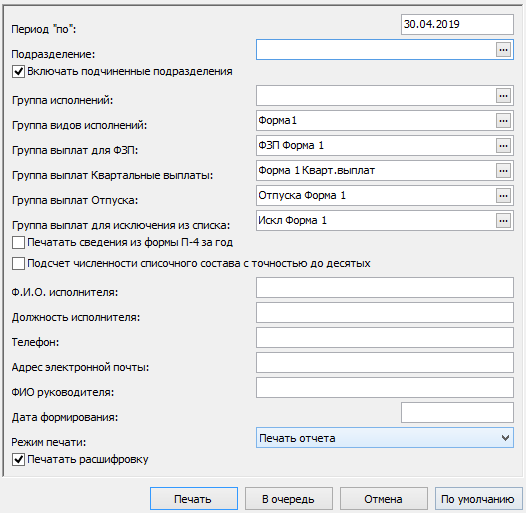 Период "по": 30.04.2019
Подразделение: ...
Включать подчиненные подразделения
Группа исполнений: ...
Группа видов исполнений: Форма1 ...
Группа выплат для ФЗП: ФЗП Форма 1 ...
Группа выплат Квартальные выплаты: Форма 1 Кварт.выплат ...
Группа выплат Отпуска: Отпуска Форма 1 ...
Группа выплат для исключения из списка: Искл Форма 1 ...
Печатать сведения из формы П-4 за год
Подсчет численности списочного состава с точностью до десятых
Ф.И.О. исполнителя:
Должность исполнителя:
Телефон:
Адрес электронной почты:
ФИО руководителя:
Дата формирования:
Режим печати: Печать отчета
Печатать расшифровку
Печать В очередь Отмена По умолчанию